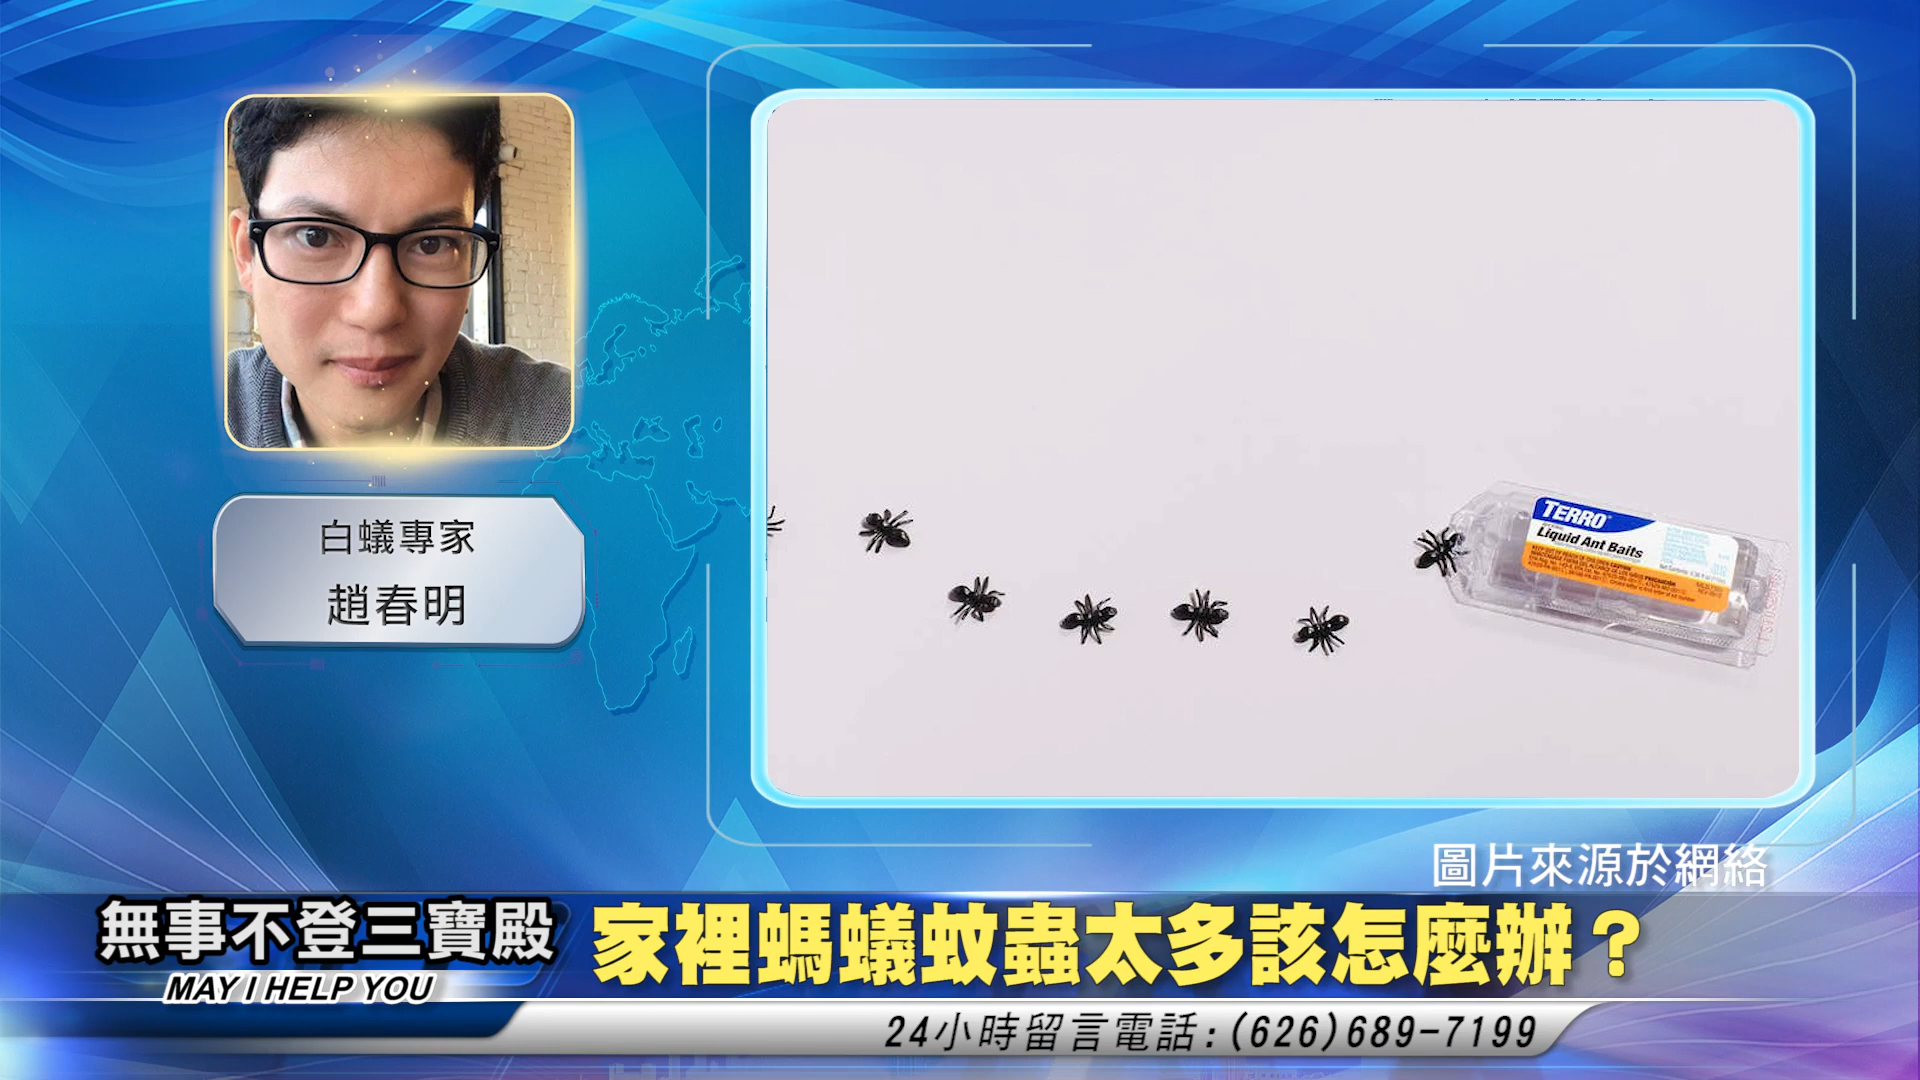 白蟻專家
趙春明
TERRO
Liquid Ant Baits
圖片來源於網絡
無事不登三寶殿
MAY I HELP YOU
家裡螞蟻蚊蟲太多該怎麼辦？
24小時留言電話:(626)689-7199